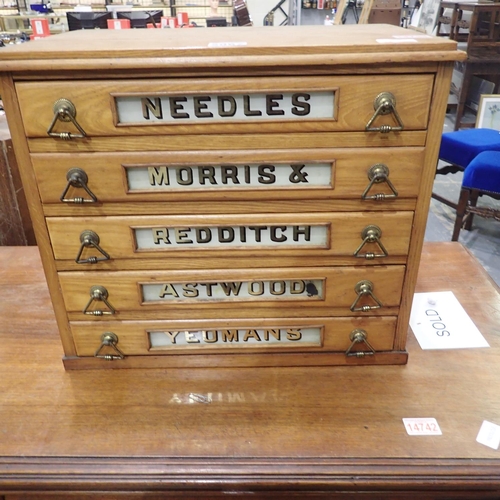 NEEDLES
MORRIS &
REDDITCH
ASTWOOD
YEOMANS
SOLD
14742